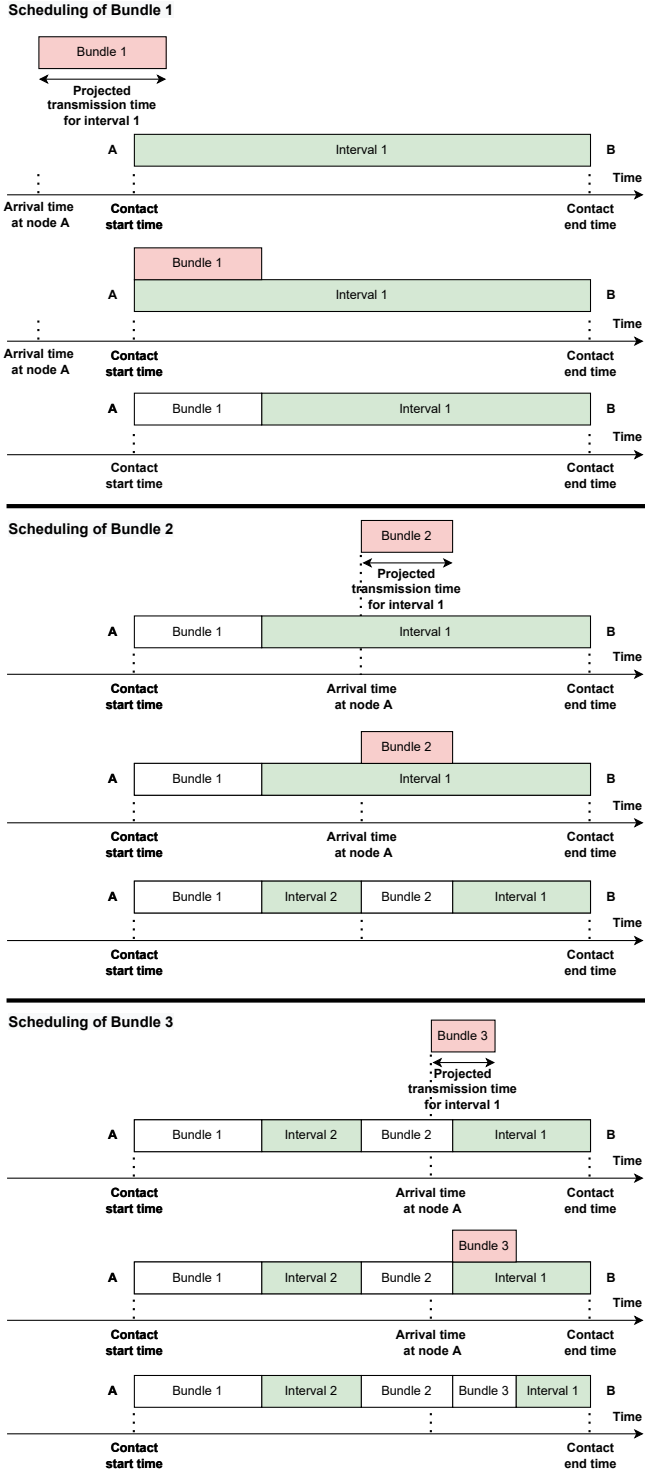 Scheduling of Bundle 1
Bundle 1
Projected
transmission time
for interval 1
A
Interval 1
B
Time
Arrival time
at node A
Contact
start time
Contact
end time
Bundle 1
A
Interval 1
B
Time
Arrival time
at node A
Contact
start time
Contact
end time
A
Bundle 1
Interval 1
B
Time
Contact
start time
Contact
end time
Scheduling of Bundle 2
Bundle 2
Projected
transmission time
for interval 1
A
Bundle 1
Interval 1
B
Time
Contact
start time
Arrival time
at node A
Contact
end time
Bundle 2
A
Bundle 1
Interval 1
B
Time
Contact
start time
Arrival time
at node A
Contact
end time
A
Bundle 1
Interval 2
Bundle 2
Interval 1
B
Time
Contact
start time
Contact
end time
Scheduling of Bundle 3
Bundle 3
Projected
transmission time
for interval 1
A
Bundle 1
Interval 2
Bundle 2
Interval 1
B
Time
Contact
start time
Arrival time
at node A
Contact
end time
Bundle 3
A
Bundle 1
Interval 2
Bundle 2
Interval 1
B
Time
Contact
start time
Arrival time
at node A
Contact
end time
A
Bundle 1
Interval 2
Bundle 2
Bundle 3
Interval 1
B
Time
Contact
start time
Contact
end time